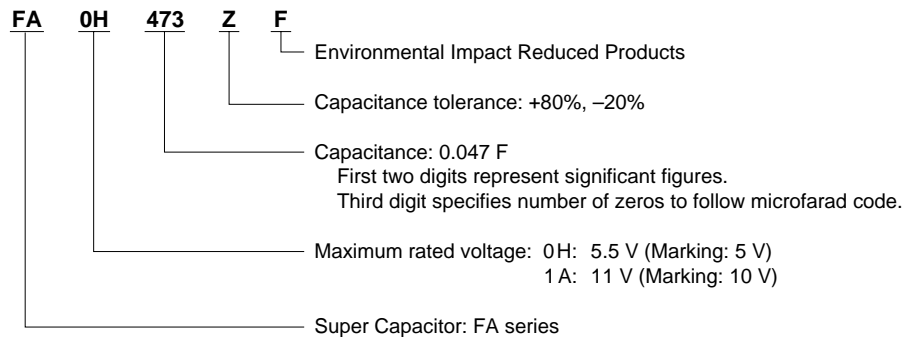 FA 0H 473 Z F
Environmental Impact Reduced Products
Capacitance tolerance: +80%, –20%
Capacitance: 0.047 F
First two digits represent significant figures.
Third digit specifies number of zeros to follow microfarad code.
Maximum rated voltage: 0H: 5.5 V (Marking: 5 V)
1A: 11 V (Marking: 10 V)
Super Capacitor: FA series